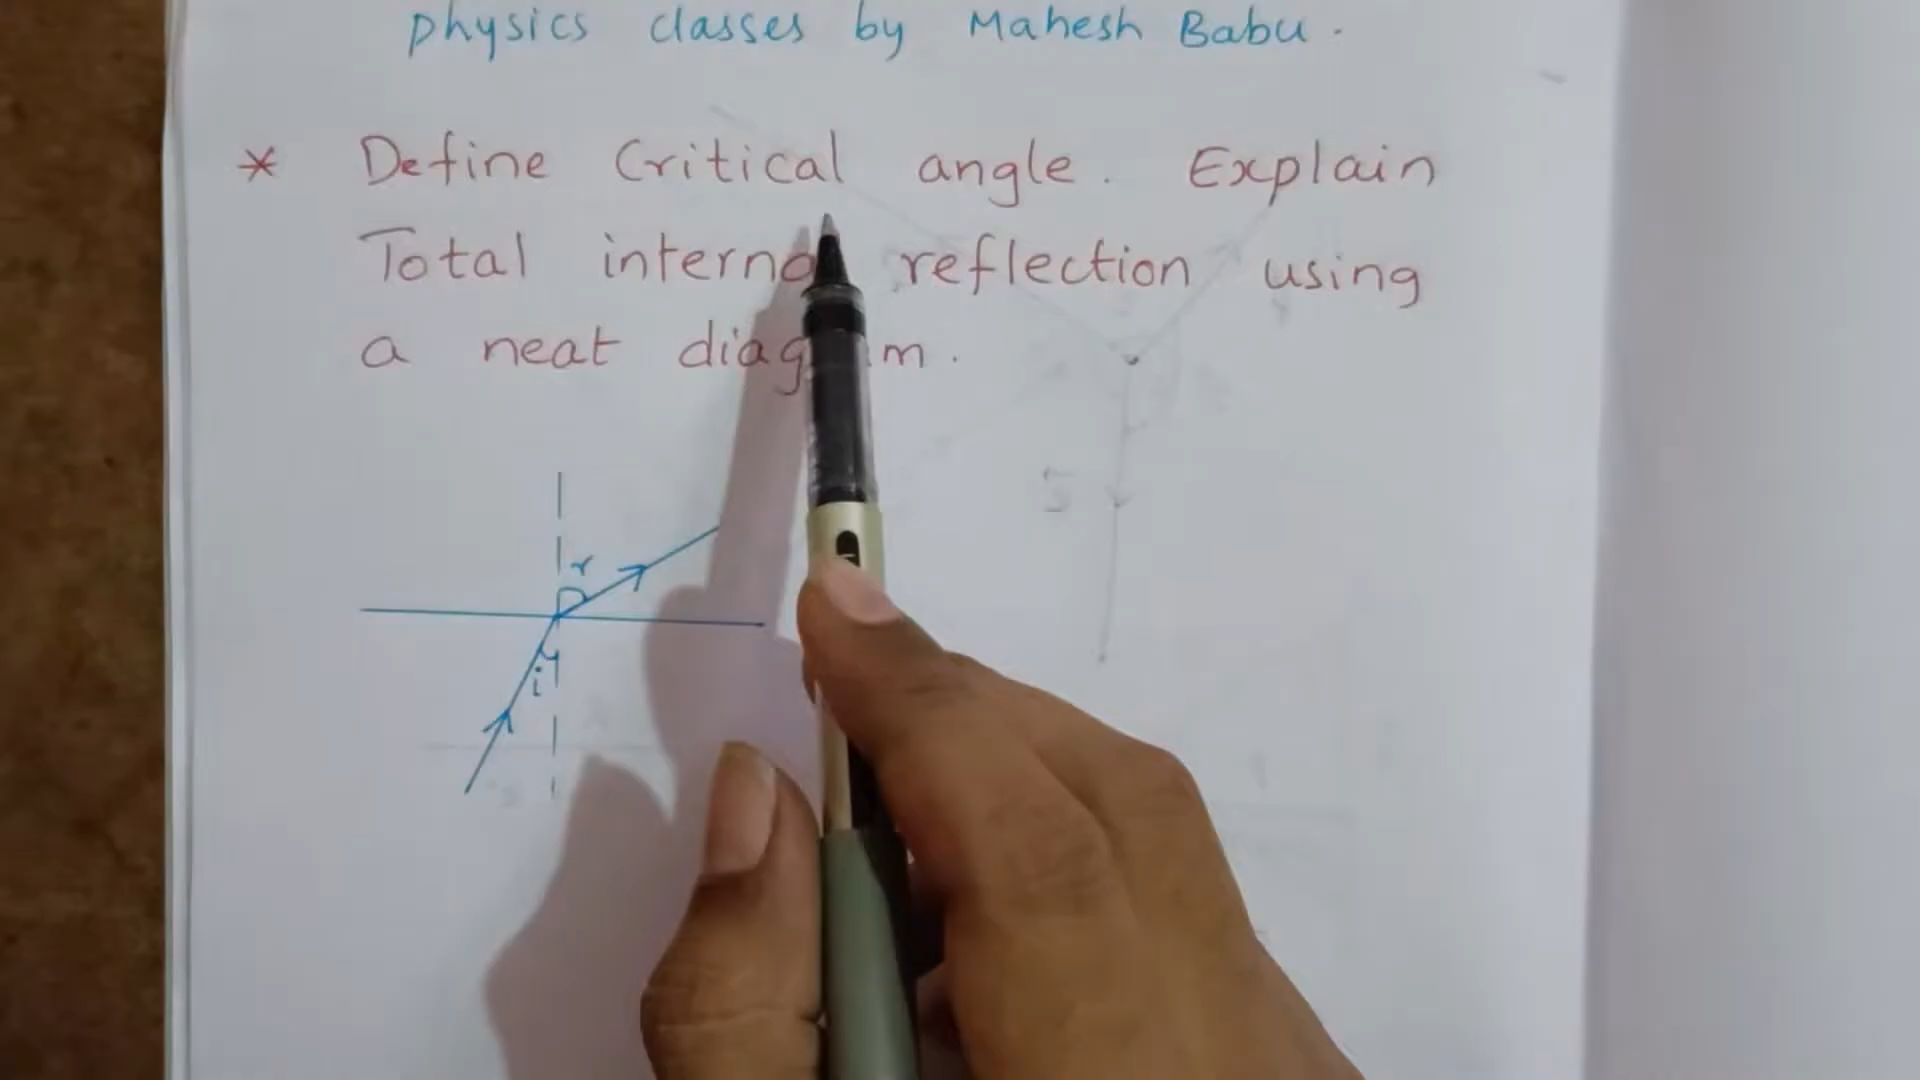 physics classes by Mahesh Babu.
* Define Critical angle. Explain
Total reflection using
a neat
r
i